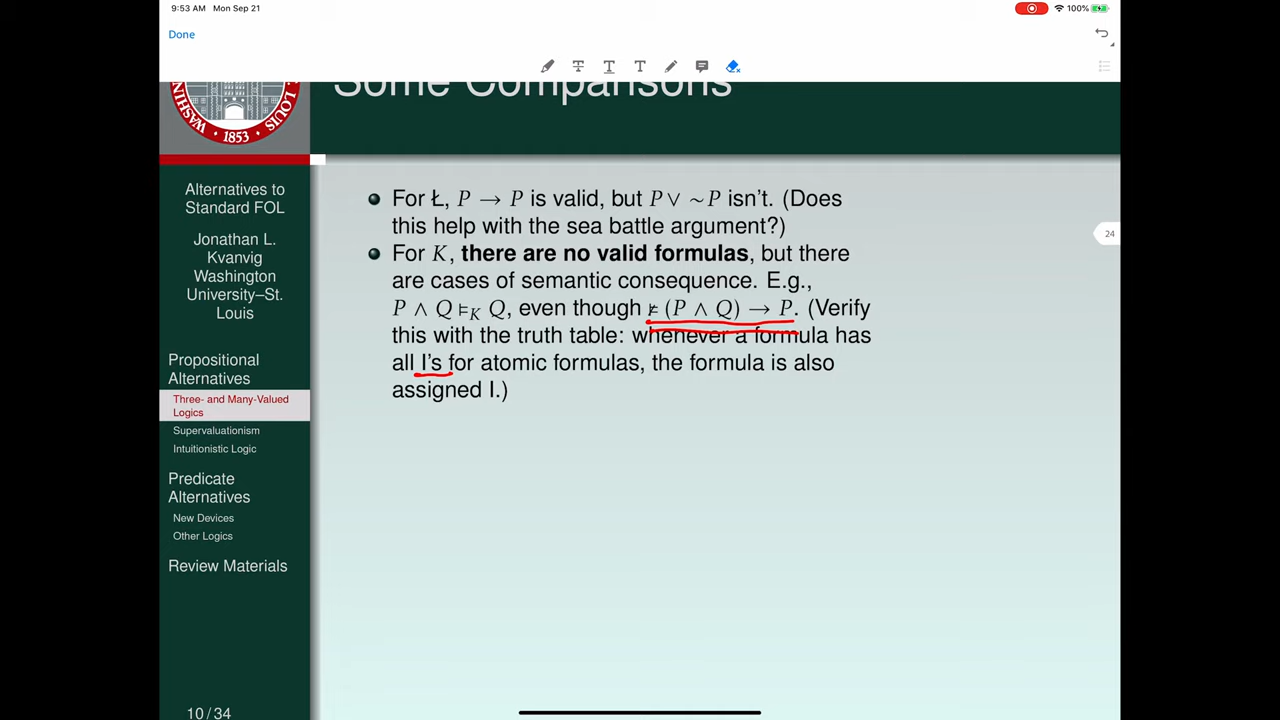 9:53 AM Mon Sep 21
100%
Done
Some Comparisons
WASHIN
LOUIS
1853
Alternatives to
Standard FOL
Jonathan L.
Kvanvig
Washington
University–St.
Louis
Propositional
Alternatives
Three- and Many-Valued
Logics
Supervaluationism
Intuitionistic Logic
Predicate
Alternatives
New Devices
Other Logics
Review Materials
10 / 34
For Ł, P → P is valid, but P ∨ ∼P isn't. (Does
this help with the sea battle argument?)
For K, there are no valid formulas, but there
are cases of semantic consequence. E.g.,
P ∧ Q ⊨K Q, even though ⊭ (P ∧ Q) → P. (Verify
this with the truth table: whenever a formula has
all I's for atomic formulas, the formula is also
assigned I.)
24